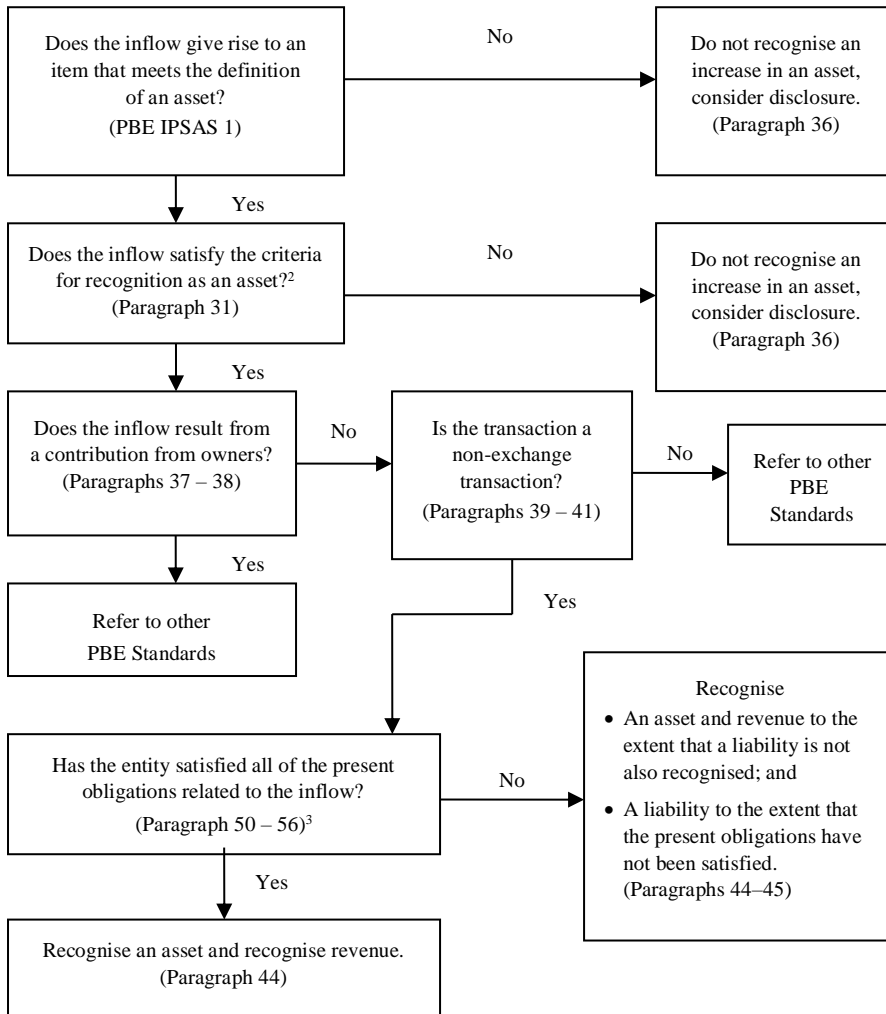 Does the inflow give rise to an
item that meets the definition
of an asset?
(PBE IPSAS 1)
No
Do not recognise an
increase in an asset,
consider disclosure.
(Paragraph 36)
Yes
Does the inflow satisfy the criteria
for recognition as an asset?²
(Paragraph 31)
No
Do not recognise an
increase in an asset,
consider disclosure.
(Paragraph 36)
Yes
Does the inflow result from
a contribution from owners?
(Paragraphs 37 – 38)
No
Is the transaction a
non-exchange
transaction?
(Paragraphs 39 – 41)
No
Refer to other
PBE
Standards
Yes
Refer to other
PBE Standards
Yes
Has the entity satisfied all of the present
obligations related to the inflow?
(Paragraph 50 – 56)³
No
Recognise
• An asset and revenue to the
extent that a liability is not
also recognised; and
• A liability to the extent that
the present obligations have
not been satisfied.
(Paragraphs 44–45)
Yes
Recognise an asset and recognise revenue.
(Paragraph 44)